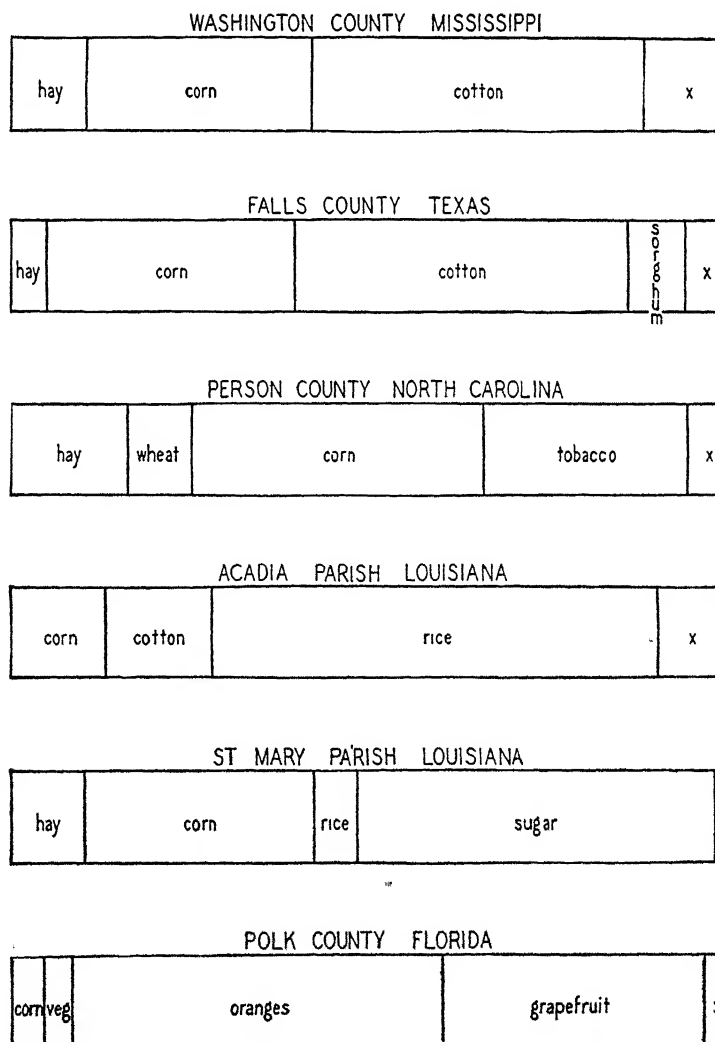 WASHINGTON COUNTY MISSISSIPPI
hay corn cotton x
FALLS COUNTY TEXAS
hay corn cotton sorghum x
PERSON COUNTY NORTH CAROLINA
hay wheat corn tobacco x
ACADIA PARISH LOUISIANA
corn cotton rice x
ST MARY PARISH LOUISIANA
hay corn rice sugar
POLK COUNTY FLORIDA
corn veg oranges grapefruit